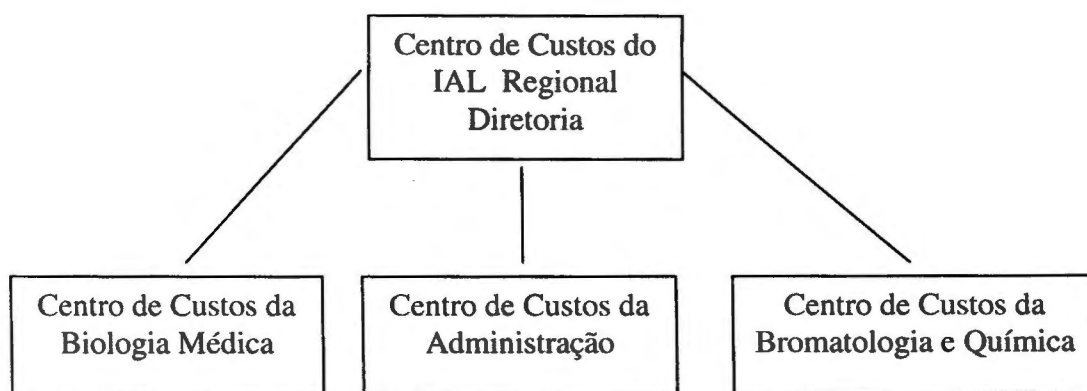 Centro de Custos do
IAL Regional
Diretoria
Centro de Custos da
Biologia Médica
Centro de Custos da
Administração
Centro de Custos da
Bromatologia e Química